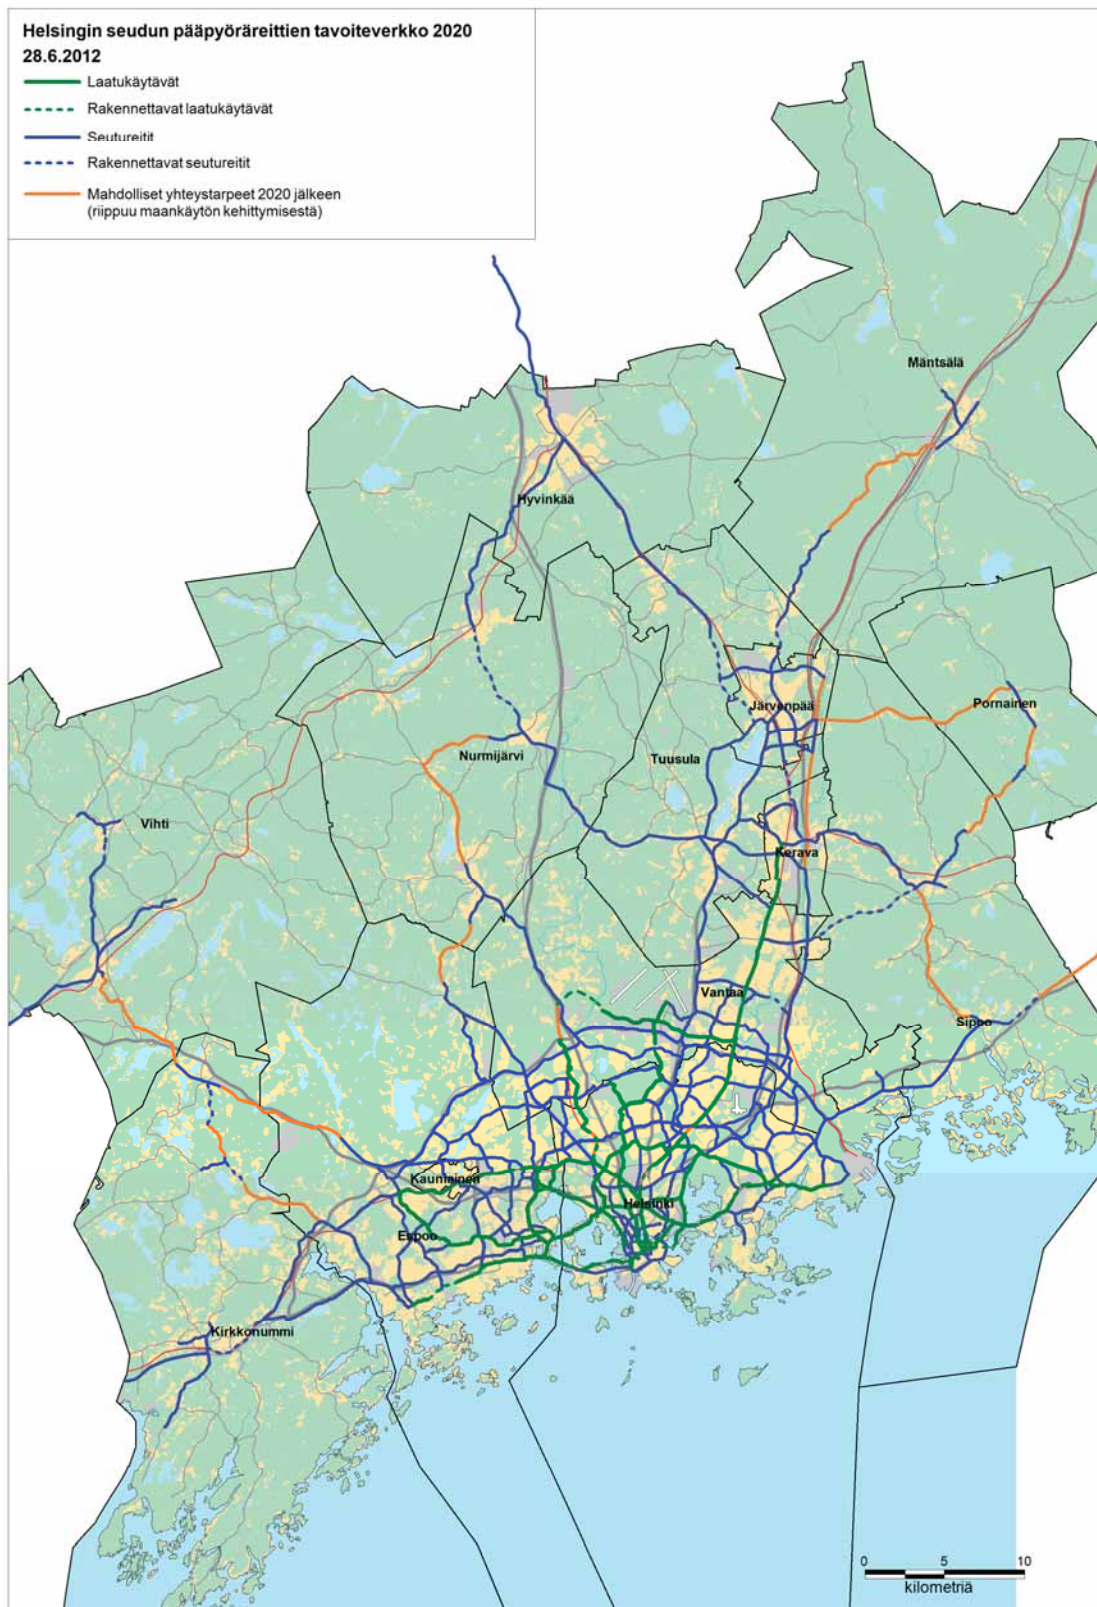 Helsingin seudun pääpyöräreittien tavoiteverkko 2020
28.6.2012
Laatukäytävät
Rakennettavat laatukäytävät
Seutureitit
Rakennettavat seutureitit
Mahdolliset yhteystarpeet 2020 jälkeen
(riippuu maankäytön kehittymisestä)
Mäntsälä
Hyvinkää
Järvenpää
Pornainen
Nurmijärvi
Tuusula
Vihti
Kerava
Vantaa
Sipoo
Kauniainen
Helsinki
Espoo
Kirkkonummi
0 5 10
kilometriä